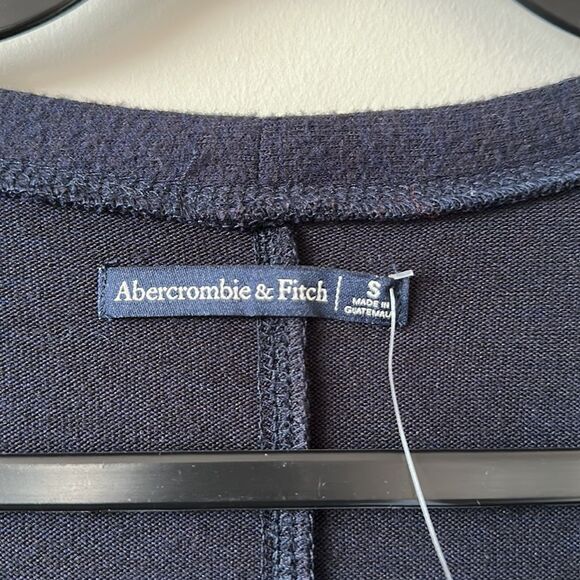 Abercrombie & Fitch
S
MADE IN
GUATEMALA